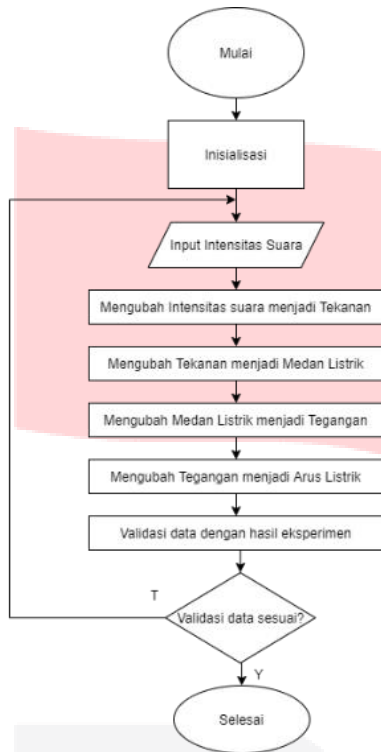 Mulai
Inisialisasi
Input Intensitas Suara
Mengubah Intensitas suara menjadi Tekanan
Mengubah Tekanan menjadi Medan Listrik
Mengubah Medan Listrik menjadi Tegangan
Mengubah Tegangan menjadi Arus Listrik
Validasi data dengan hasil eksperimen
T
Validasi data sesuai?
Y
Selesai